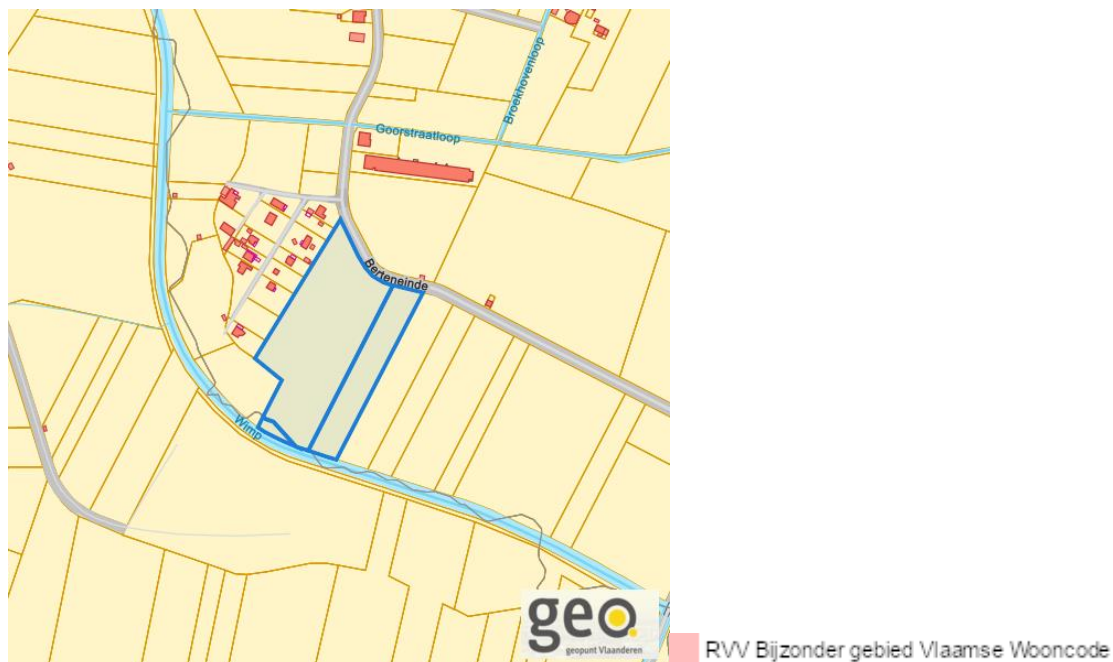 Broekhovenloop
Goorstraatloop
Berteneinde
Wimp
geo.
geopunt Vlaanderen
RVV Bijzonder gebied Vlaamse Wooncode